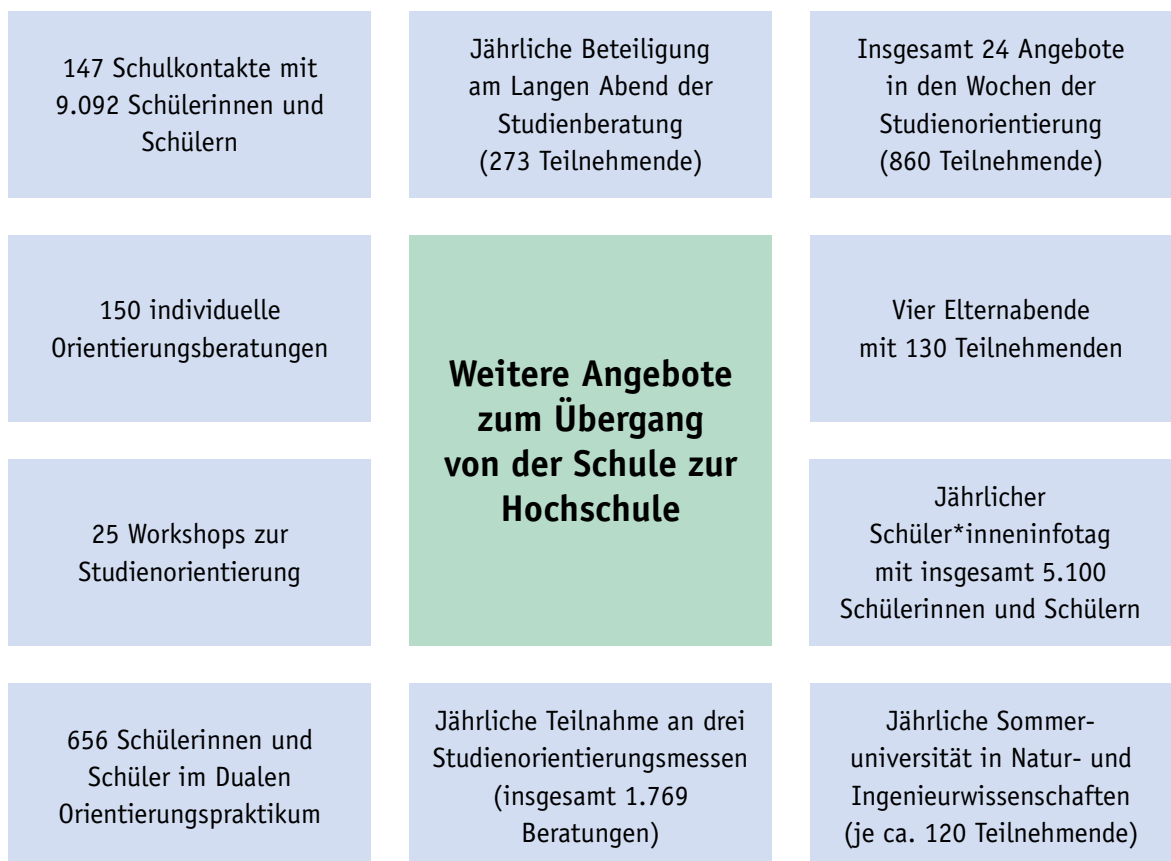 147 Schulkontakte mit
9.092 Schülerinnen und
Schülern
Jährliche Beteiligung
am Langen Abend der
Studienberatung
(273 Teilnehmende)
Insgesamt 24 Angebote
in den Wochen der
Studienorientierung
(860 Teilnehmende)
150 individuelle
Orientierungsberatungen
Weitere Angebote
zum Übergang
von der Schule zur
Hochschule
Vier Elternabende
mit 130 Teilnehmenden
25 Workshops zur
Studienorientierung
Jährlicher
Schüler*inneninfotag
mit insgesamt 5.100
Schülerinnen und Schülern
656 Schülerinnen und
Schüler im Dualen
Orientierungspraktikum
Jährliche Teilnahme an drei
Studienorientierungsmessen
(insgesamt 1.769
Beratungen)
Jährliche Sommer-
universität in Natur- und
Ingenieurwissenschaften
(je ca. 120 Teilnehmende)